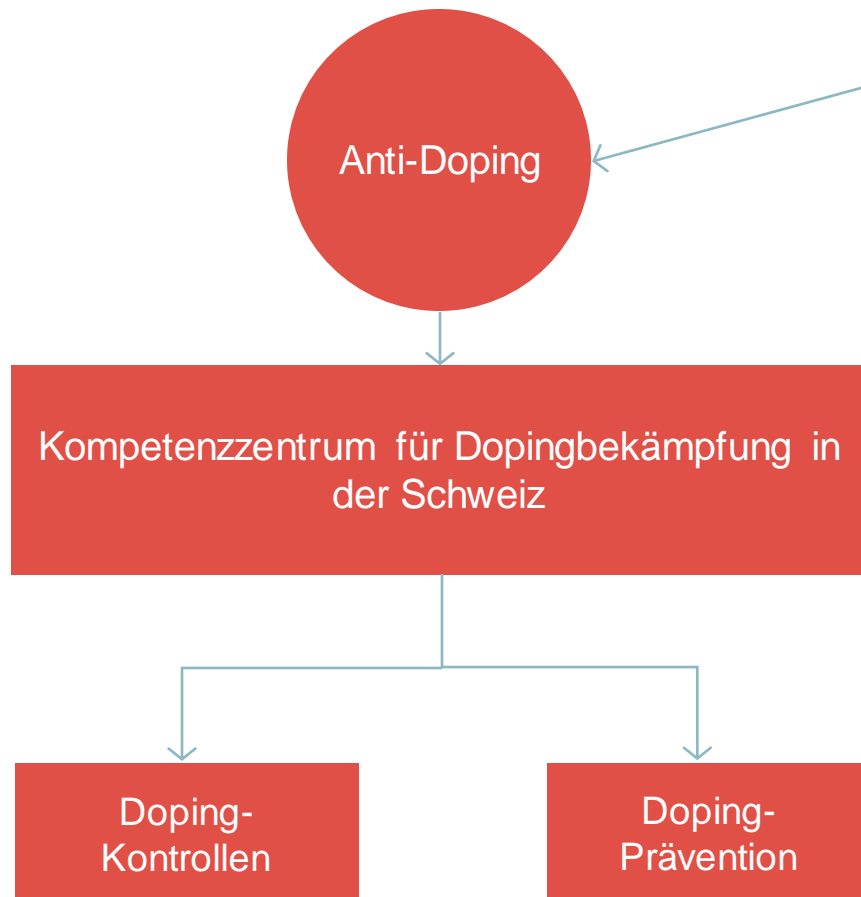 Anti-Doping
Kompetenzzentrum für Dopingbekämpfung in
der Schweiz
Doping-
Kontrollen
Doping-
Prävention